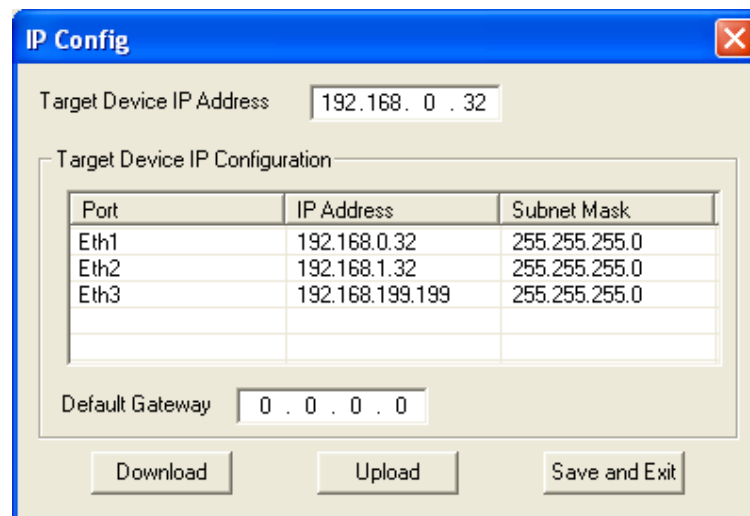 IP Config
Target Device IP Address 192.168. 0 . 32
Target Device IP Configuration
Port IP Address Subnet Mask
Eth1 192.168.0.32 255.255.255.0
Eth2 192.168.1.32 255.255.255.0
Eth3 192.168.199.199 255.255.255.0
Default Gateway 0 . 0 . 0 . 0
Download Upload Save and Exit